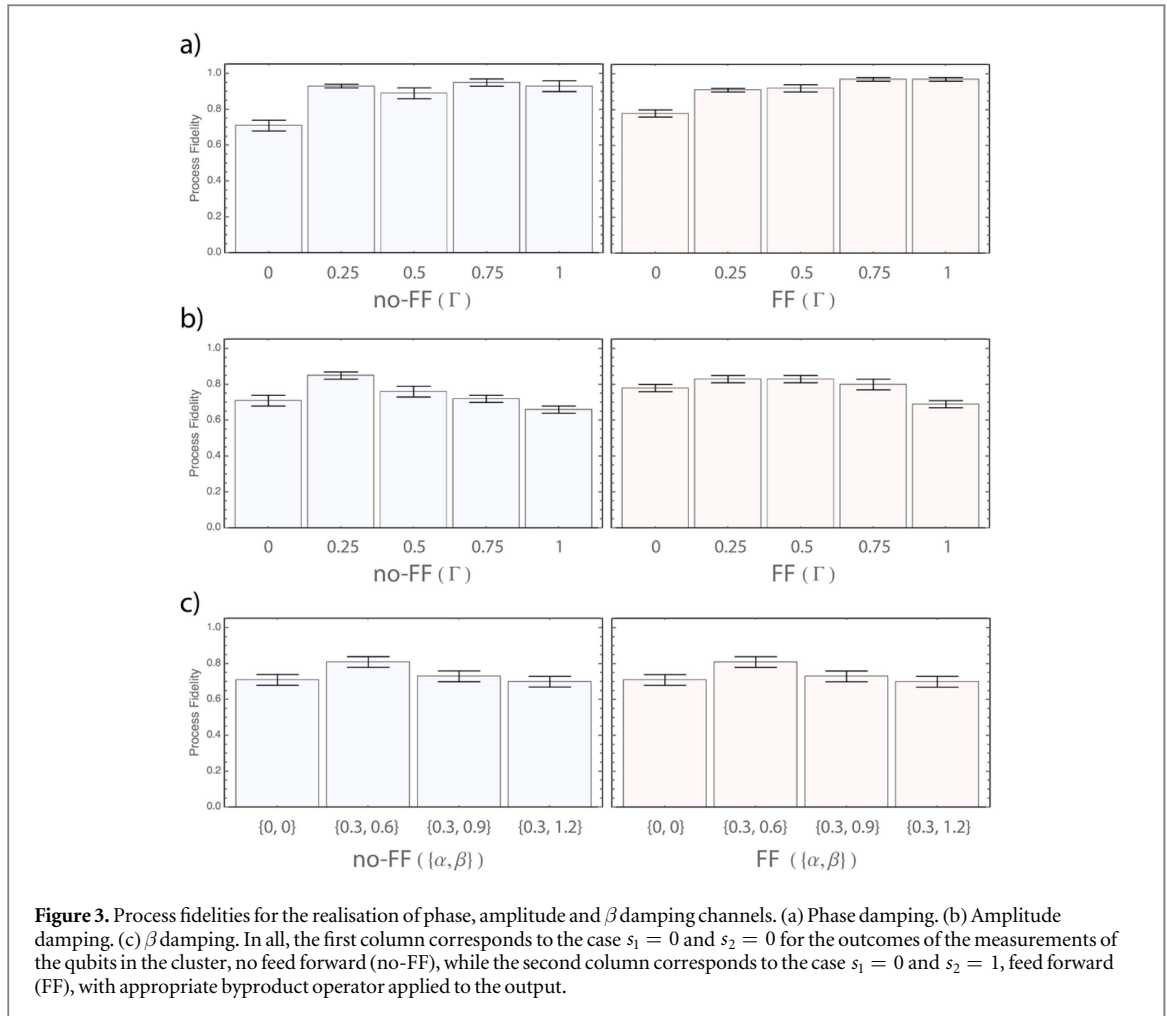 a)
Process Fidelity
1.0
0.8
0.6
0.4
0.2
0.0
0 0.25 0.5 0.75 1
no-FF (Γ)
0 0.25 0.5 0.75 1
FF (Γ)
b)
Process Fidelity
1.0
0.8
0.6
0.4
0.2
0.0
0 0.25 0.5 0.75 1
no-FF (Γ)
0 0.25 0.5 0.75 1
FF (Γ)
c)
Process Fidelity
1.0
0.8
0.6
0.4
0.2
0.0
{0, 0} {0.3, 0.6} {0.3, 0.9} {0.3, 1.2}
no-FF ({α,β})
{0, 0} {0.3, 0.6} {0.3, 0.9} {0.3, 1.2}
FF ({α,β})
Figure 3. Process fidelities for the realisation of phase, amplitude and β damping channels. (a) Phase damping. (b) Amplitude
damping. (c) β damping. In all, the first column corresponds to the case s₁ = 0 and s₂ = 0 for the outcomes of the measurements of
the qubits in the cluster, no feed forward (no-FF), while the second column corresponds to the case s₁ = 0 and s₂ = 1, feed forward
(FF), with appropriate byproduct operator applied to the output.